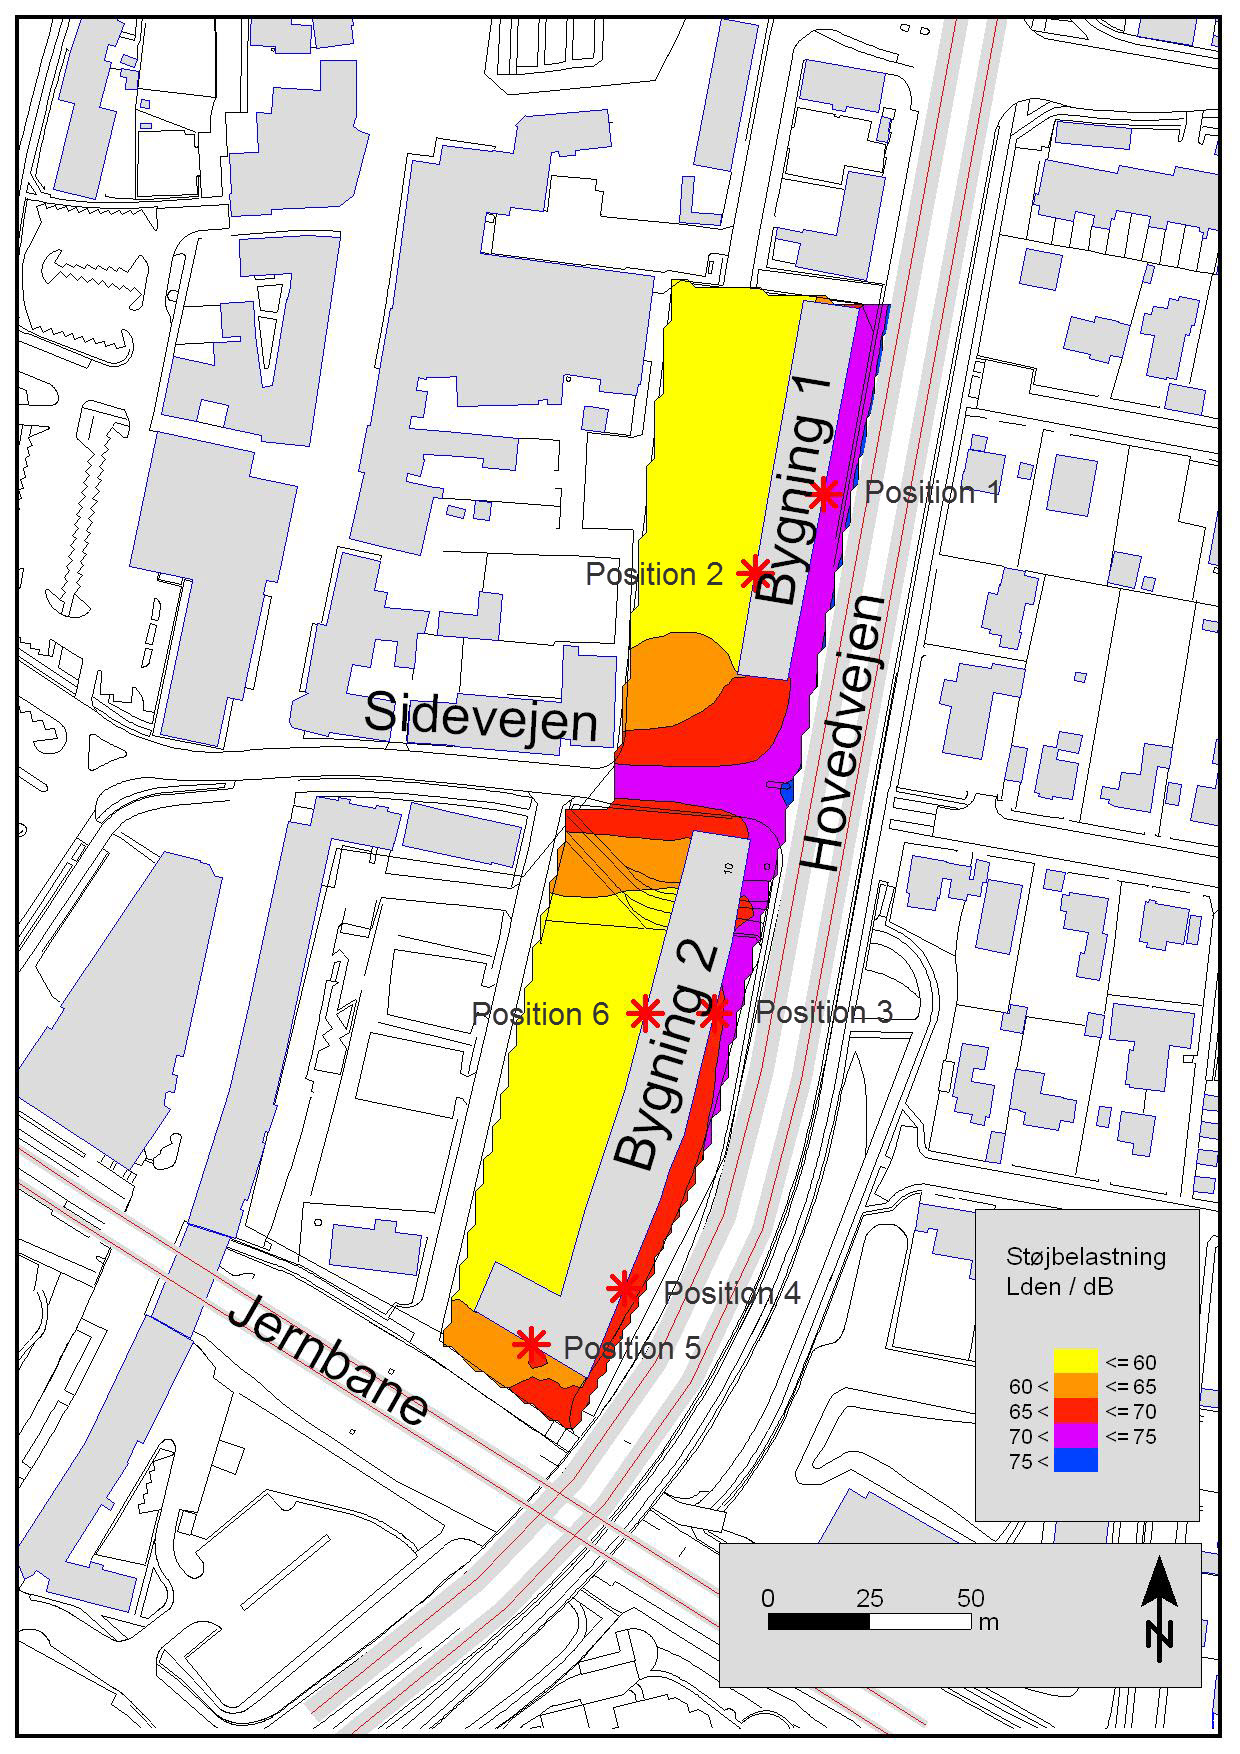 Bygning 1
Position 1
Position 2
Sidevejen
Hovedvejen
10
Bygning 2
Position 6
Position 3
Position 4
Position 5
Jernbane
Støjbelastning
Lden / dB
<= 60
60 < <= 65
65 < <= 70
70 < <= 75
75 <
0 25 50
m
N